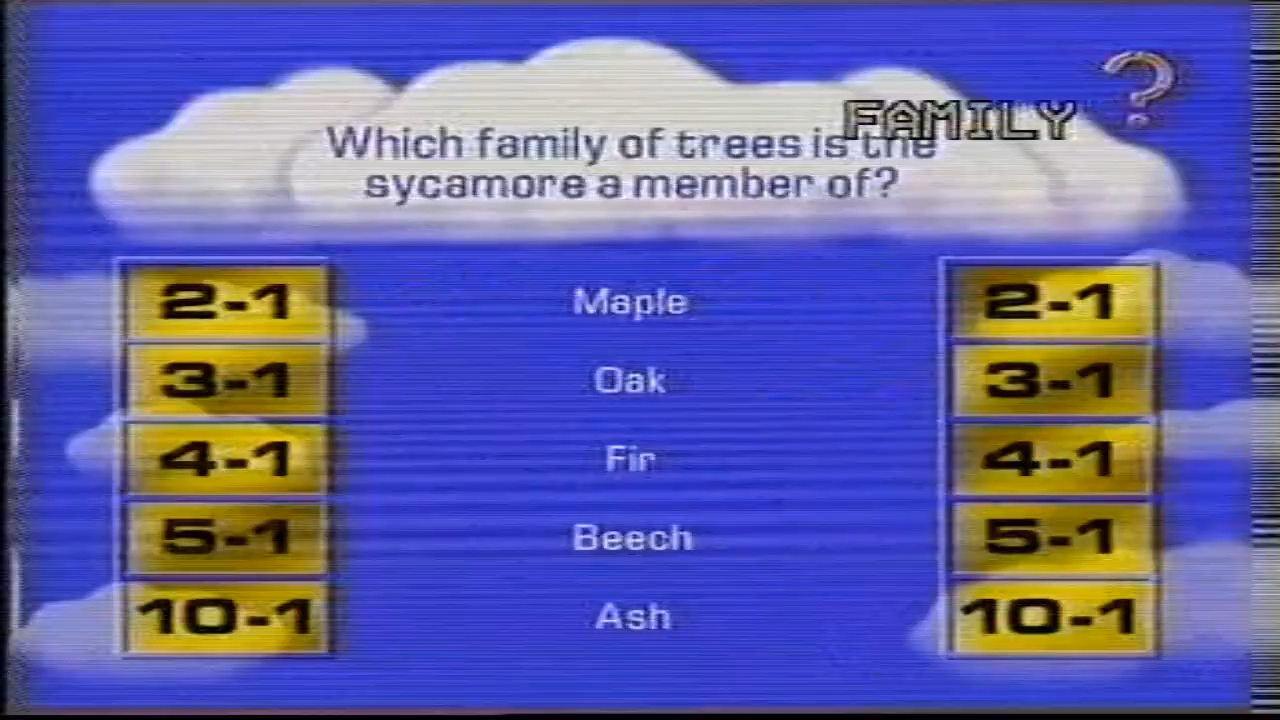 FAMILY
?
Which family of trees is the
sycamore a member of?
2-1 Maple 2-1
3-1 Oak 3-1
4-1 Fir 4-1
5-1 Beech 5-1
10-1 Ash 10-1